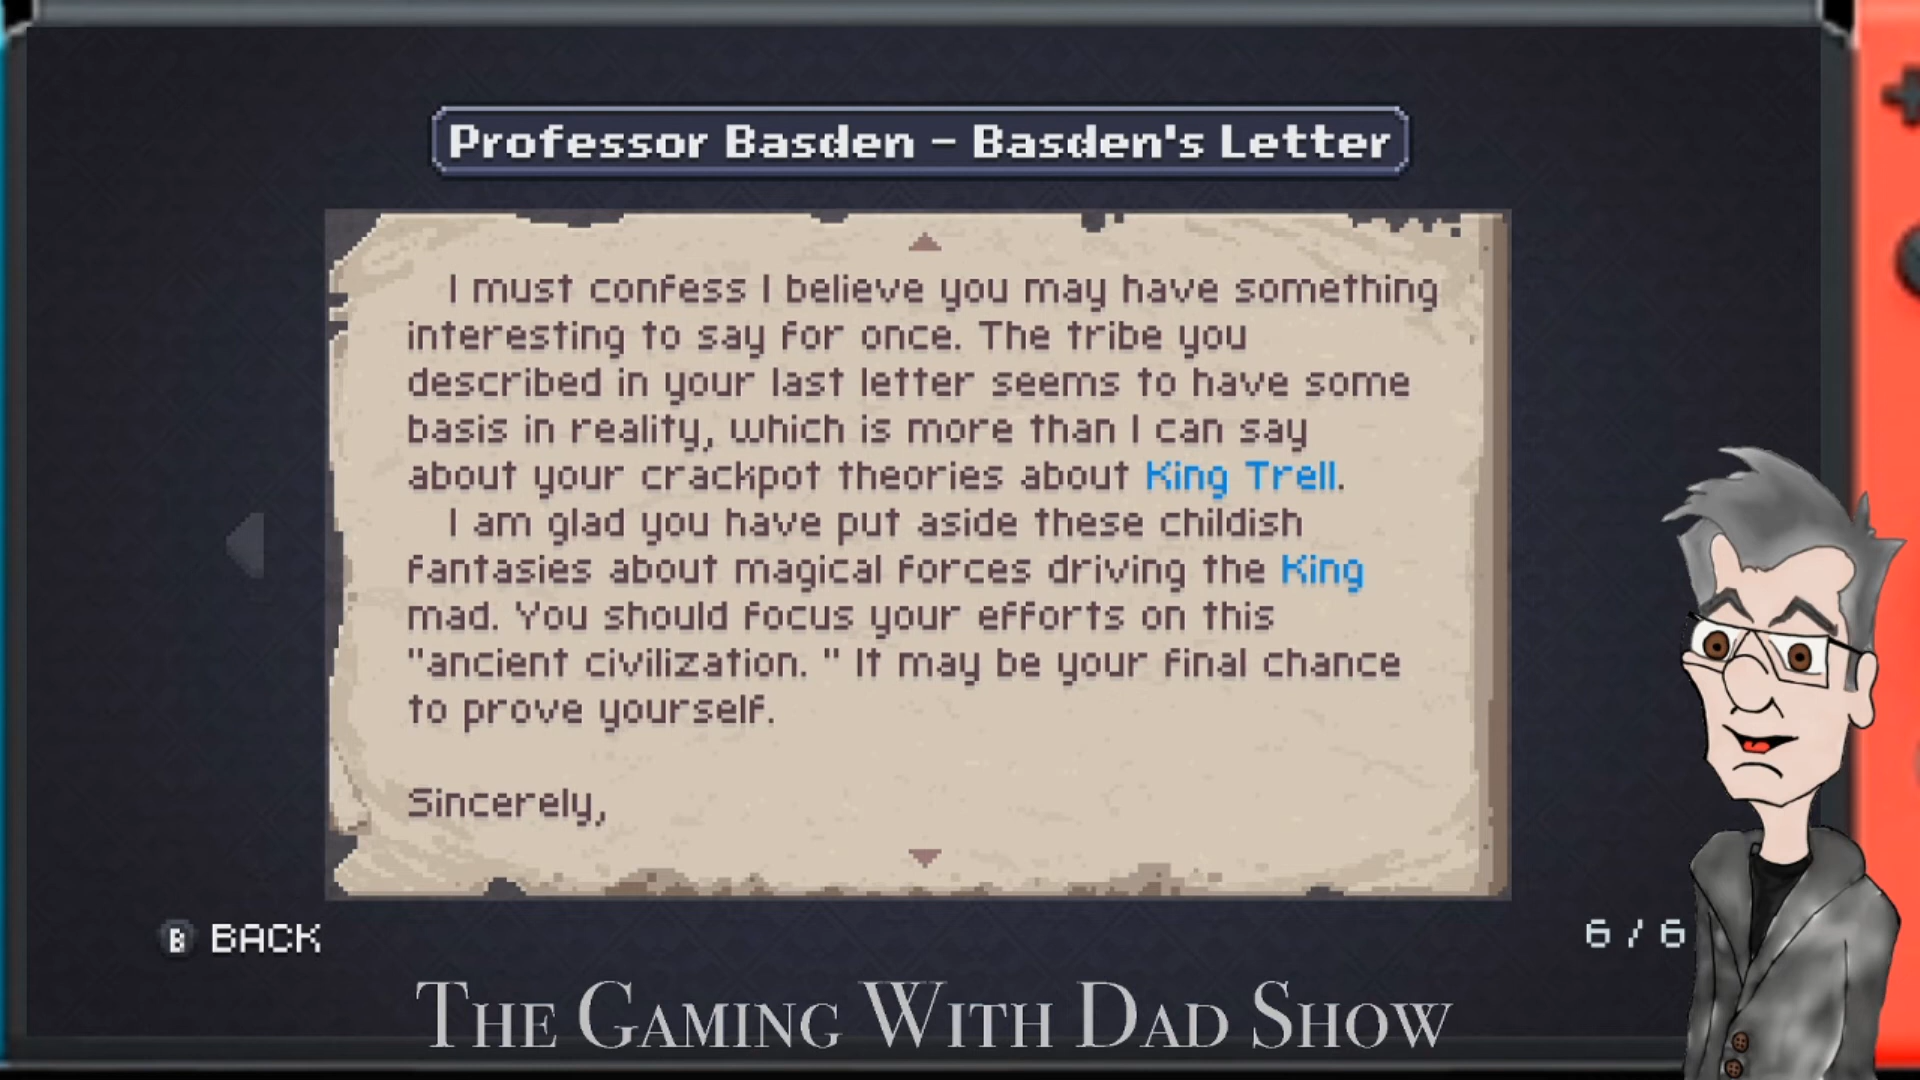 Professor Basden - Basden's Letter
I must confess I believe you may have something
interesting to say for once. The tribe you
described in your last letter seems to have some
basis in reality, which is more than I can say
about your crackpot theories about King Trell.
I am glad you have put aside these childish
fantasies about magical forces driving the King
mad. You should focus your efforts on this
"ancient civilization. " It may be your final chance
to prove yourself.
Sincerely,
B BACK
6 / 6
The Gaming With Dad Show